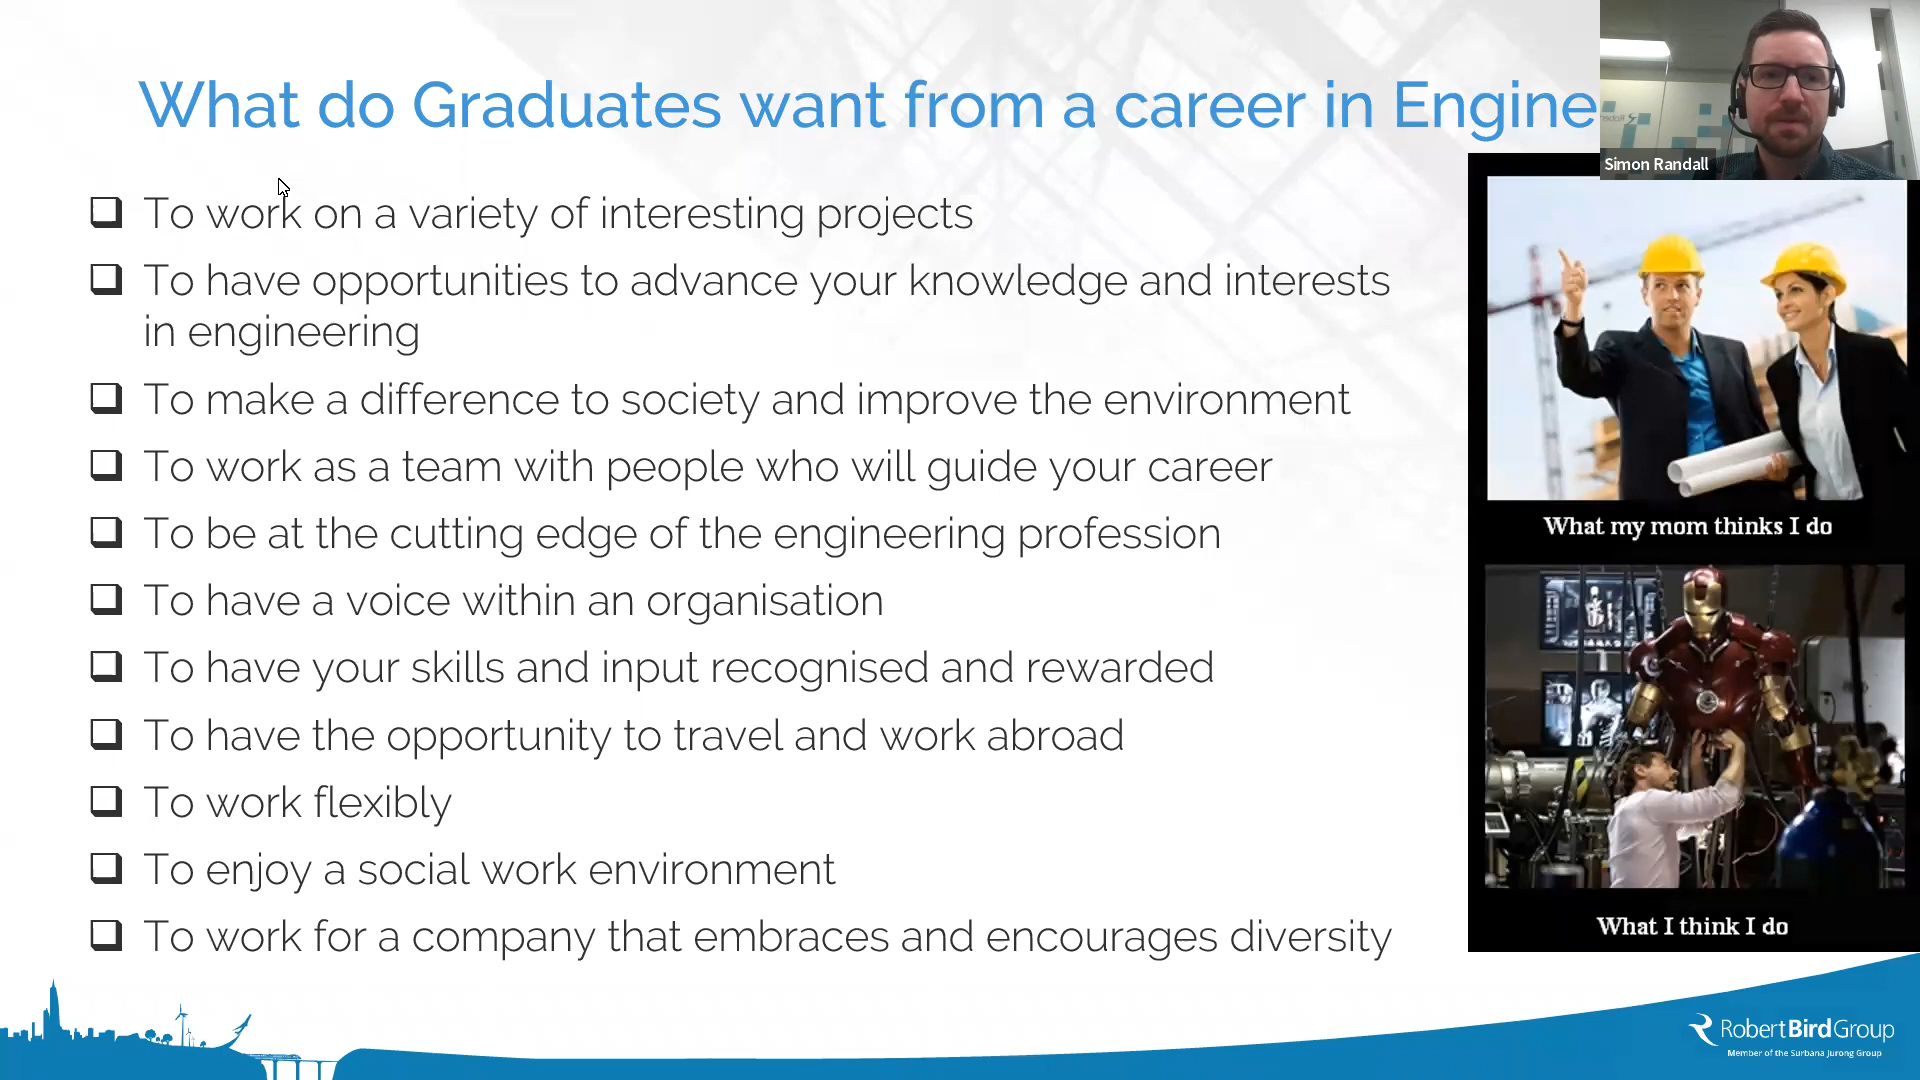 What do Graduates want from a career in Engine
Simon Randall
To work on a variety of interesting projects
To have opportunities to advance your knowledge and interests
in engineering
To make a difference to society and improve the environment
To work as a team with people who will guide your career
To be at the cutting edge of the engineering profession
To have a voice within an organisation
To have your skills and input recognised and rewarded
To have the opportunity to travel and work abroad
To work flexibly
To enjoy a social work environment
To work for a company that embraces and encourages diversity
What my mom thinks I do
What I think I do
RobertBirdGroup
Member of the Surbana Jurong Group